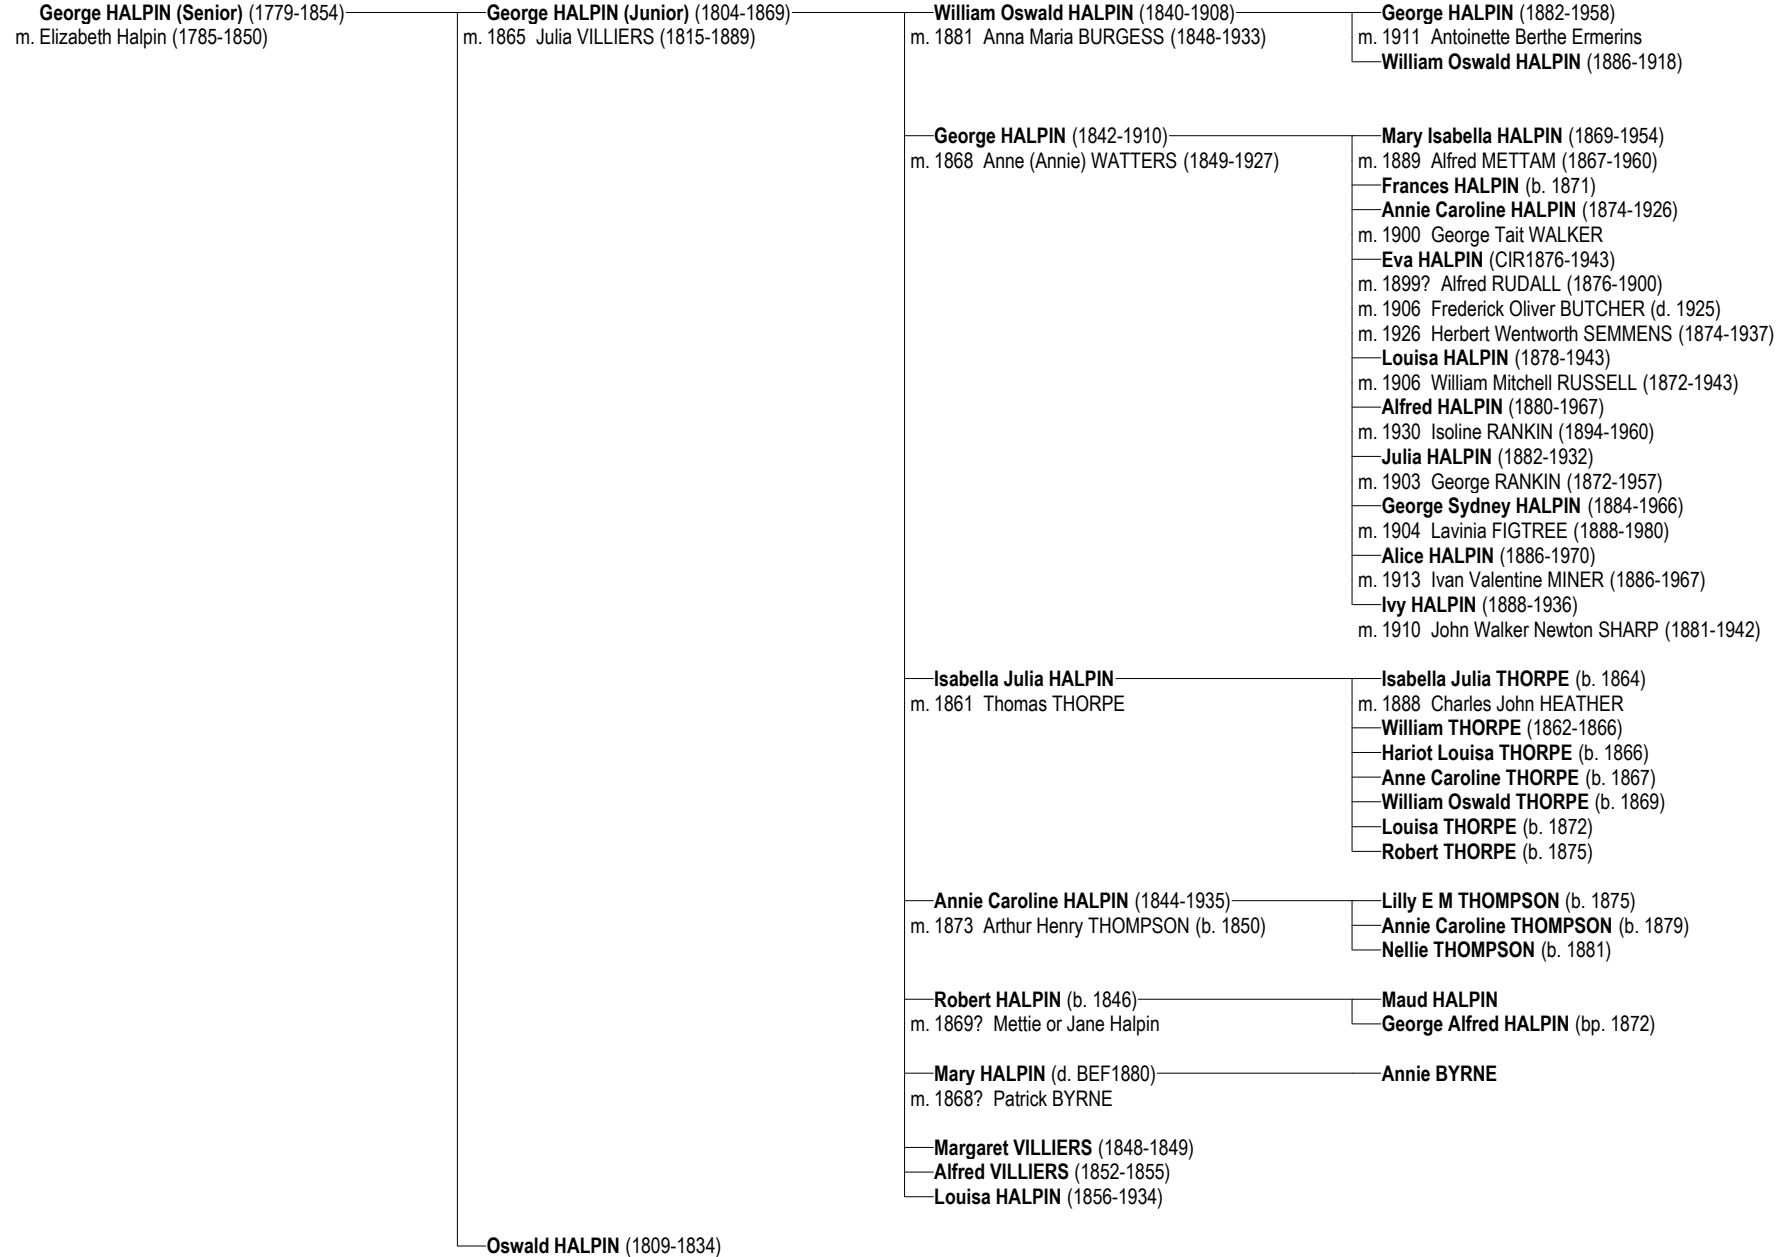 George HALPIN (Senior) (1779-1854)
m. Elizabeth Halpin (1785-1850)
George HALPIN (Junior) (1804-1869)
m. 1865 Julia VILLIERS (1815-1889)
William Oswald HALPIN (1840-1908)
m. 1881 Anna Maria BURGESS (1848-1933)
George HALPIN (1882-1958)
m. 1911 Antoinette Berthe Ermerins
William Oswald HALPIN (1886-1918)
George HALPIN (1842-1910)
m. 1868 Anne (Annie) WATTERS (1849-1927)
Mary Isabella HALPIN (1869-1954)
m. 1889 Alfred METTAM (1867-1960)
Frances HALPIN (b. 1871)
Annie Caroline HALPIN (1874-1926)
m. 1900 George Tait WALKER
Eva HALPIN (CIR1876-1943)
m. 1899? Alfred RUDALL (1876-1900)
m. 1906 Frederick Oliver BUTCHER (d. 1925)
m. 1926 Herbert Wentworth SEMMENS (1874-1937)
Louisa HALPIN (1878-1943)
m. 1906 William Mitchell RUSSELL (1872-1943)
Alfred HALPIN (1880-1967)
m. 1930 Isoline RANKIN (1894-1960)
Julia HALPIN (1882-1932)
m. 1903 George RANKIN (1872-1957)
George Sydney HALPIN (1884-1966)
m. 1904 Lavinia FIGTREE (1888-1980)
Alice HALPIN (1886-1970)
m. 1913 Ivan Valentine MINER (1886-1967)
Ivy HALPIN (1888-1936)
m. 1910 John Walker Newton SHARP (1881-1942)
Isabella Julia HALPIN
m. 1861 Thomas THORPE
Isabella Julia THORPE (b. 1864)
m. 1888 Charles John HEATHER
William THORPE (1862-1866)
Hariot Louisa THORPE (b. 1866)
Anne Caroline THORPE (b. 1867)
William Oswald THORPE (b. 1869)
Louisa THORPE (b. 1872)
Robert THORPE (b. 1875)
Annie Caroline HALPIN (1844-1935)
m. 1873 Arthur Henry THOMPSON (b. 1850)
Lilly E M THOMPSON (b. 1875)
Annie Caroline THOMPSON (b. 1879)
Nellie THOMPSON (b. 1881)
Robert HALPIN (b. 1846)
m. 1869? Mettie or Jane Halpin
Maud HALPIN
George Alfred HALPIN (bp. 1872)
Mary HALPIN (d. BEF1880)
m. 1868? Patrick BYRNE
Annie BYRNE
Margaret VILLIERS (1848-1849)
Alfred VILLIERS (1852-1855)
Louisa HALPIN (1856-1934)
Oswald HALPIN (1809-1834)